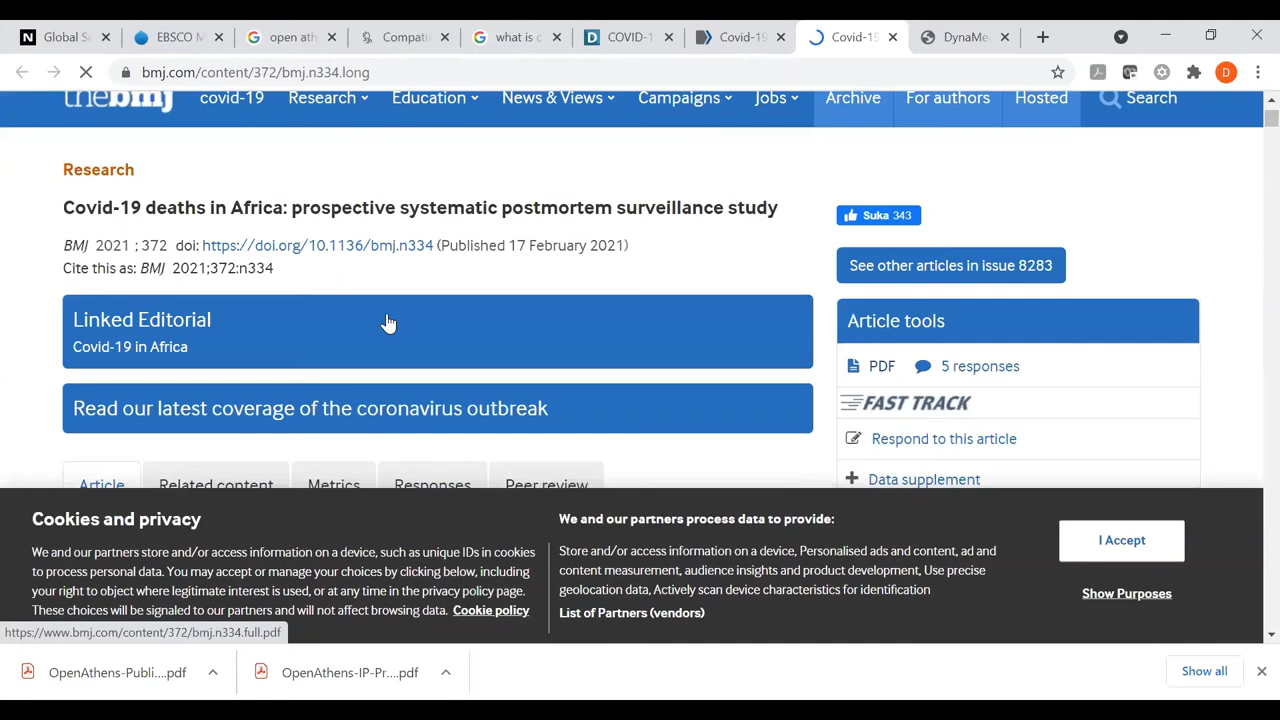 Global S
EBSCO M
open ath
Compati
what is c
COVID-1
Covid-19
Covid-19
DynaMe
bmj.com/content/372/bmj.n334.long
D
thebmj covid-19 Research Education News & Views Campaigns Jobs Archive For authors Hosted Search
Research
Covid-19 deaths in Africa: prospective systematic postmortem surveillance study
BMJ 2021 ; 372 doi: https://doi.org/10.1136/bmj.n334 (Published 17 February 2021)
Cite this as: BMJ 2021;372:n334
Linked Editorial
Covid-19 in Africa
Read our latest coverage of the coronavirus outbreak
Article Related content Metrics Responses Peer review
Suka 343
See other articles in issue 8283
Article tools
PDF 5 responses
FAST TRACK
Respond to this article
Data supplement
Cookies and privacy
We and our partners store and/or access information on a device, such as unique IDs in cookies
to process personal data. You may accept or manage your choices by clicking below, including
your right to object where legitimate interest is used, or at any time in the privacy policy page.
These choices will be signaled to our partners and will not affect browsing data. Cookie policy
We and our partners process data to provide:
Store and/or access information on a device, Personalised ads and content, ad and
content measurement, audience insights and product development, Use precise
geolocation data, Actively scan device characteristics for identification
List of Partners (vendors)
I Accept
Show Purposes
https://www.bmj.com/content/372/bmj.n334.full.pdf
OpenAthens-Publi....pdf
OpenAthens-IP-Pr....pdf
Show all